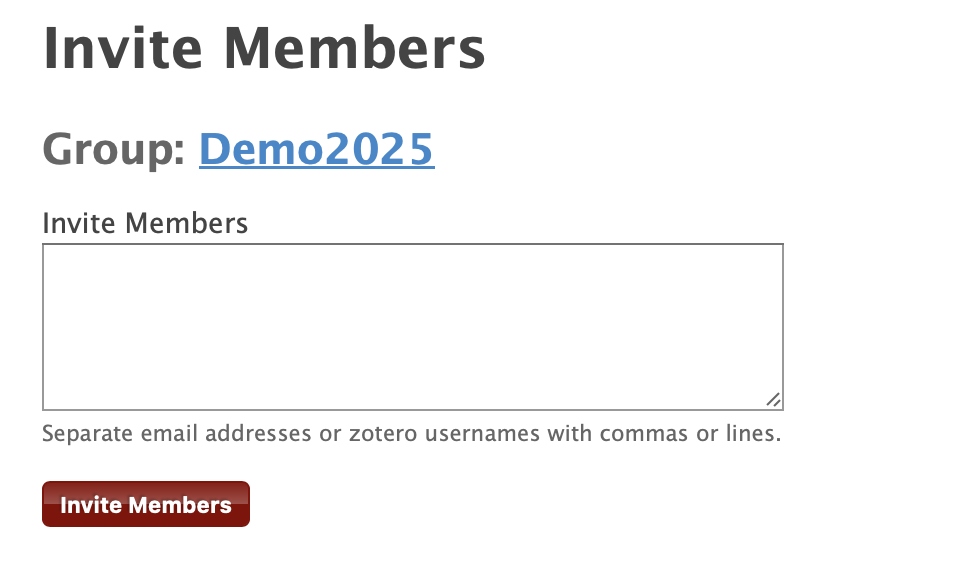 Invite Members
Group: Demo2025
Invite Members
Separate email addresses or zotero usernames with commas or lines.
Invite Members